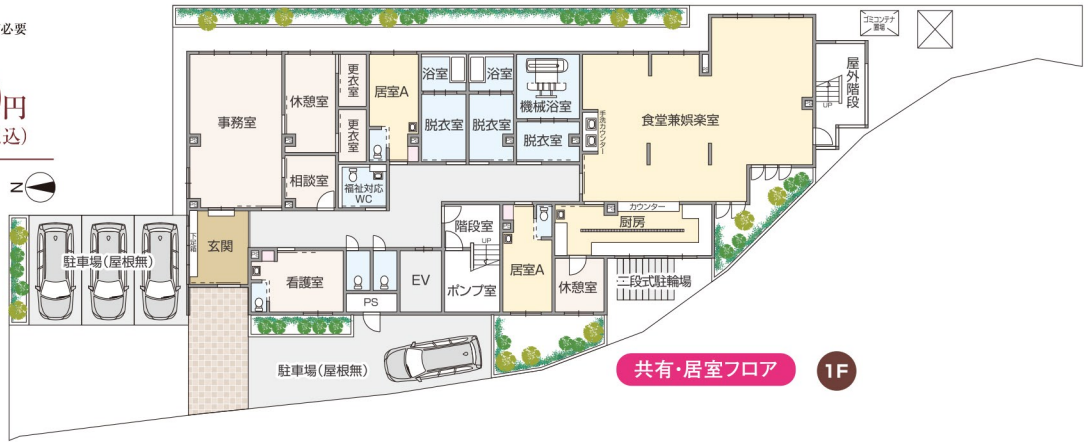 必要
円
込)
N
ゴミコンテナ
置場
屋外階段
UP
事務室
休憩室
更衣室
更衣室
居室A
浴室
浴室
機械浴室
脱衣室
脱衣室
脱衣室
手洗カウンター
食堂兼娯楽室
相談室
福祉対応
WC
カウンター
厨房
階段室
UP
下足箱
玄関
駐車場(屋根無)
看護室
PS
EV
ポンプ室
居室A
休憩室
二段式駐輪場
駐車場(屋根無)
共有・居室フロア
1F